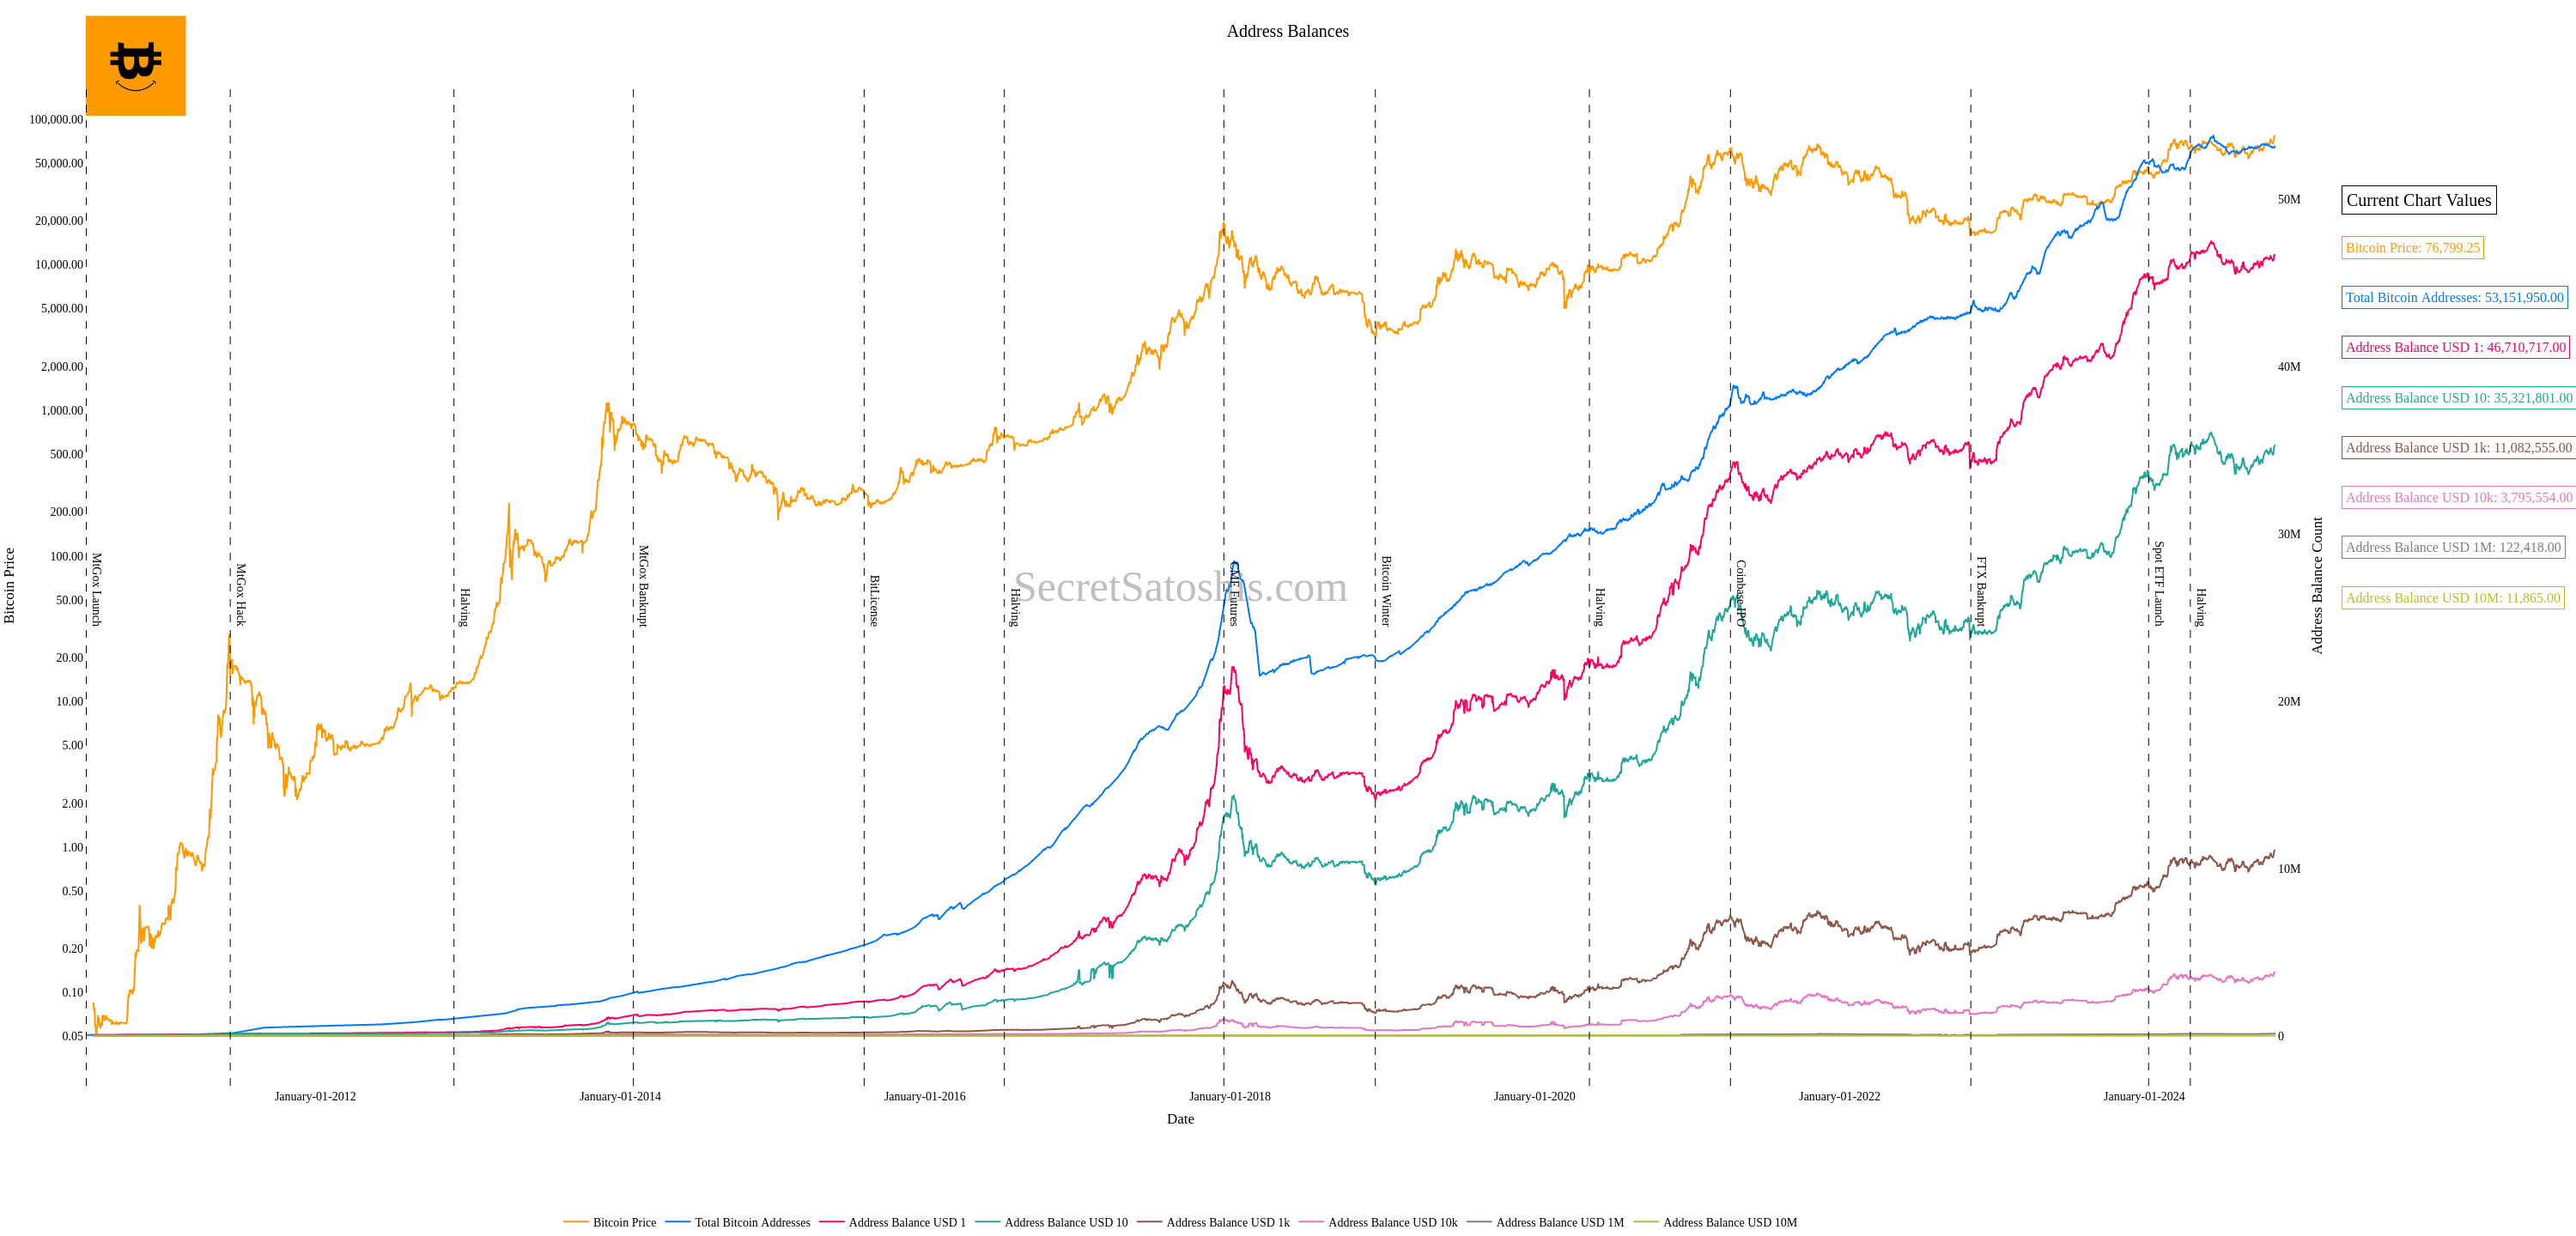 Address Balances
100,000.00
50,000.00
20,000.00
10,000.00
5,000.00
2,000.00
1,000.00
500.00
200.00
100.00
50.00
20.00
10.00
5.00
2.00
1.00
0.50
0.20
0.10
0.05
Bitcoin Price
MtGox Launch
MtGox Hack
Halving
MtGox Bankrupt
BitLicense
Halving
CME Futures
Bitcoin Winter
Halving
Coinbase IPO
FTX Bankrupt
Spot ETF Launch
Halving
SecretSatoshis.com
50M
40M
30M
20M
10M
0
Address Balance Count
Current Chart Values
Bitcoin Price: 76,799.25
Total Bitcoin Addresses: 53,151,950.00
Address Balance USD 1: 46,710,717.00
Address Balance USD 10: 35,321,801.00
Address Balance USD 1k: 11,082,555.00
Address Balance USD 10k: 3,795,554.00
Address Balance USD 1M: 122,418.00
Address Balance USD 10M: 11,865.00
January-01-2012
January-01-2014
January-01-2016
January-01-2018
January-01-2020
January-01-2022
January-01-2024
Date
Bitcoin Price
Total Bitcoin Addresses
Address Balance USD 1
Address Balance USD 10
Address Balance USD 1k
Address Balance USD 10k
Address Balance USD 1M
Address Balance USD 10M